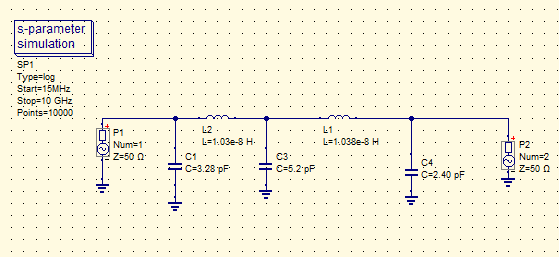 s-parameter
simulation
SP1
Type=log
Start=15MHz
Stop=10 GHz
Points=10000
P1
Num=1
Z=50 Ω
L2
L=1.03e-8 H
L1
L=1.038e-8 H
C1
C=3.28 pF
C3
C=5.2 pF
C4
C=2.40 pF
P2
Num=2
Z=50 Ω